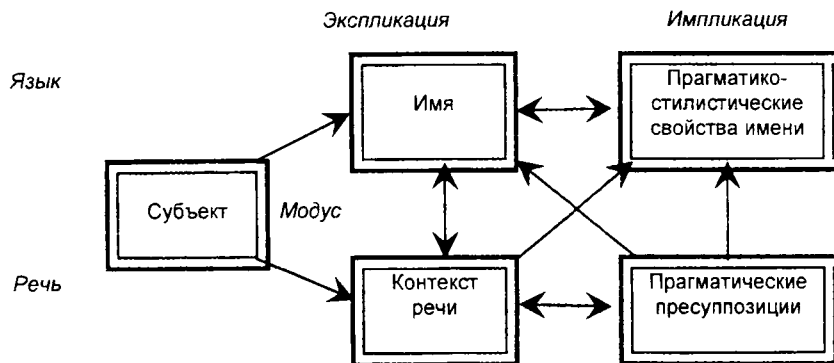 Экспликация
Импликация
Язык
Имя
Прагматико-
стилистические
свойства имени
Субъект
Модус
Речь
Контекст
речи
Прагматические
пресуппозиции